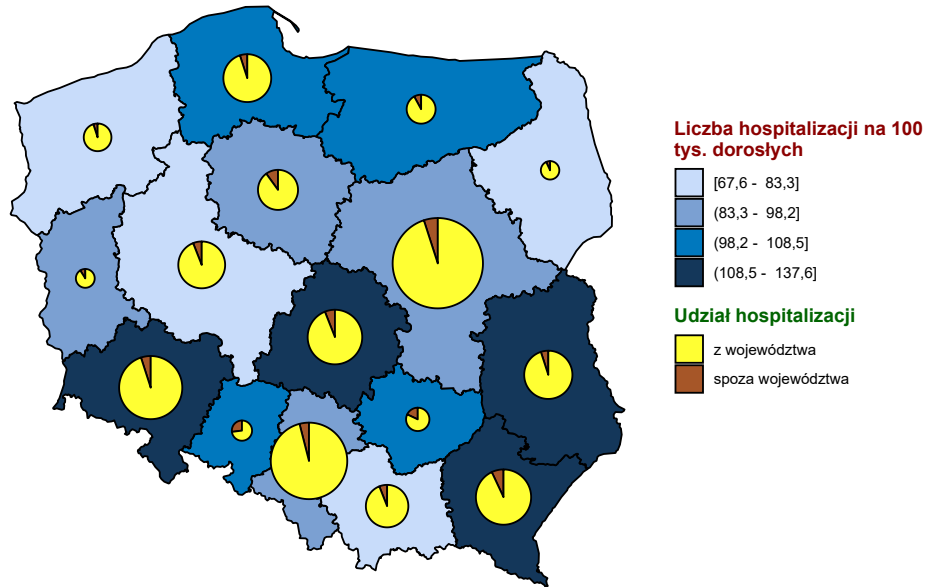 Liczba hospitalizacji na 100
tys. dorosłych
[67,6 - 83,3]
(83,3 - 98,2]
(98,2 - 108,5]
(108,5 - 137,6]
Udział hospitalizacji
z województwa
spoza województwa